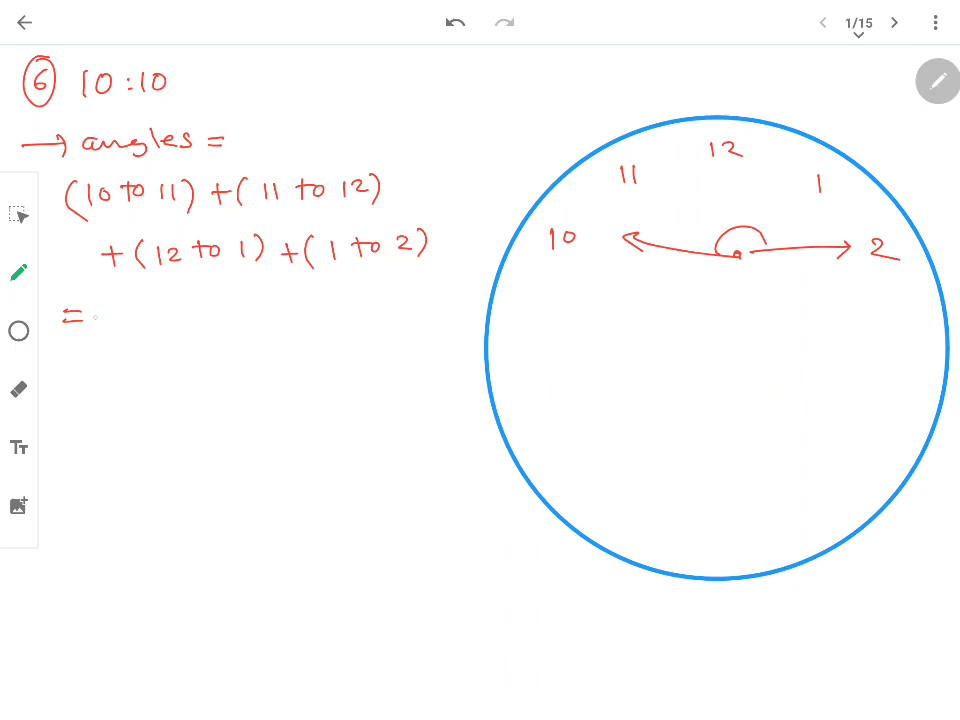 1/15
6 10:10
→ angles =
(10 to 11) + (11 to 12)
+ (12 to 1) + (1 to 2)
=
12
11
1
10
2
Tт